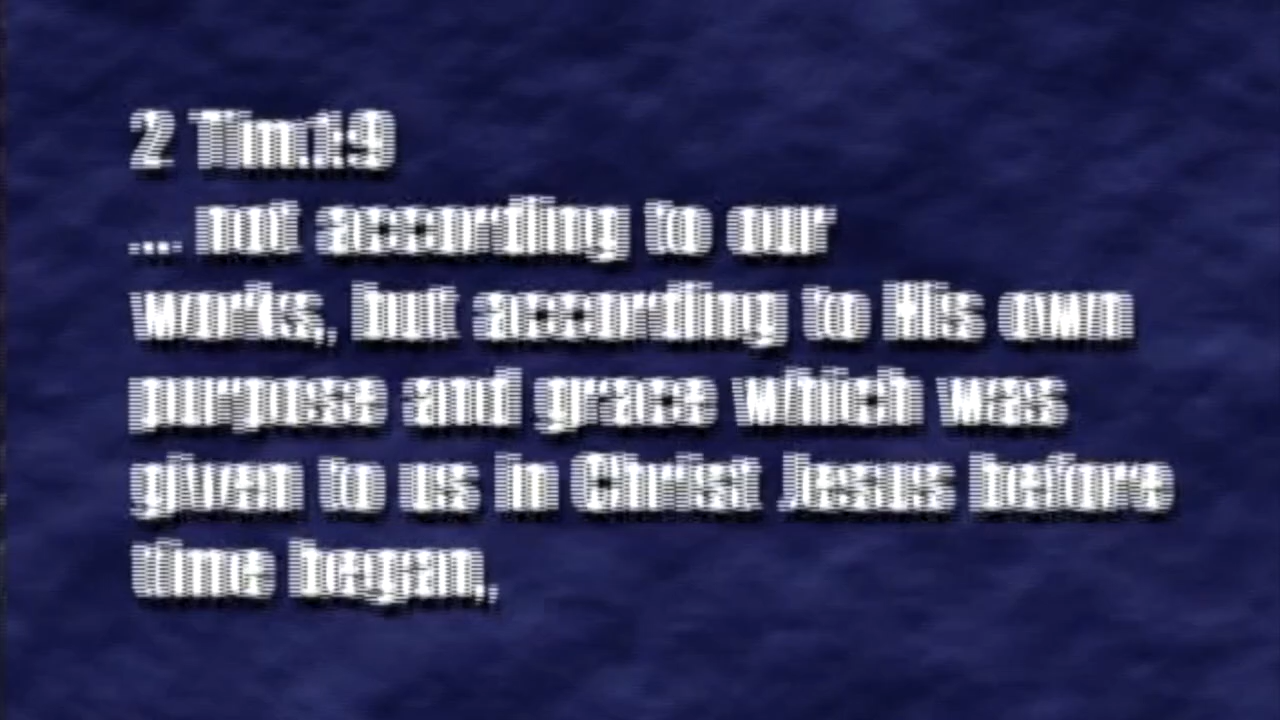 2 Tim.1:9
... not according to our
works, but according to His own
purpose and grace which was
given to us in Christ Jesus before
time began,